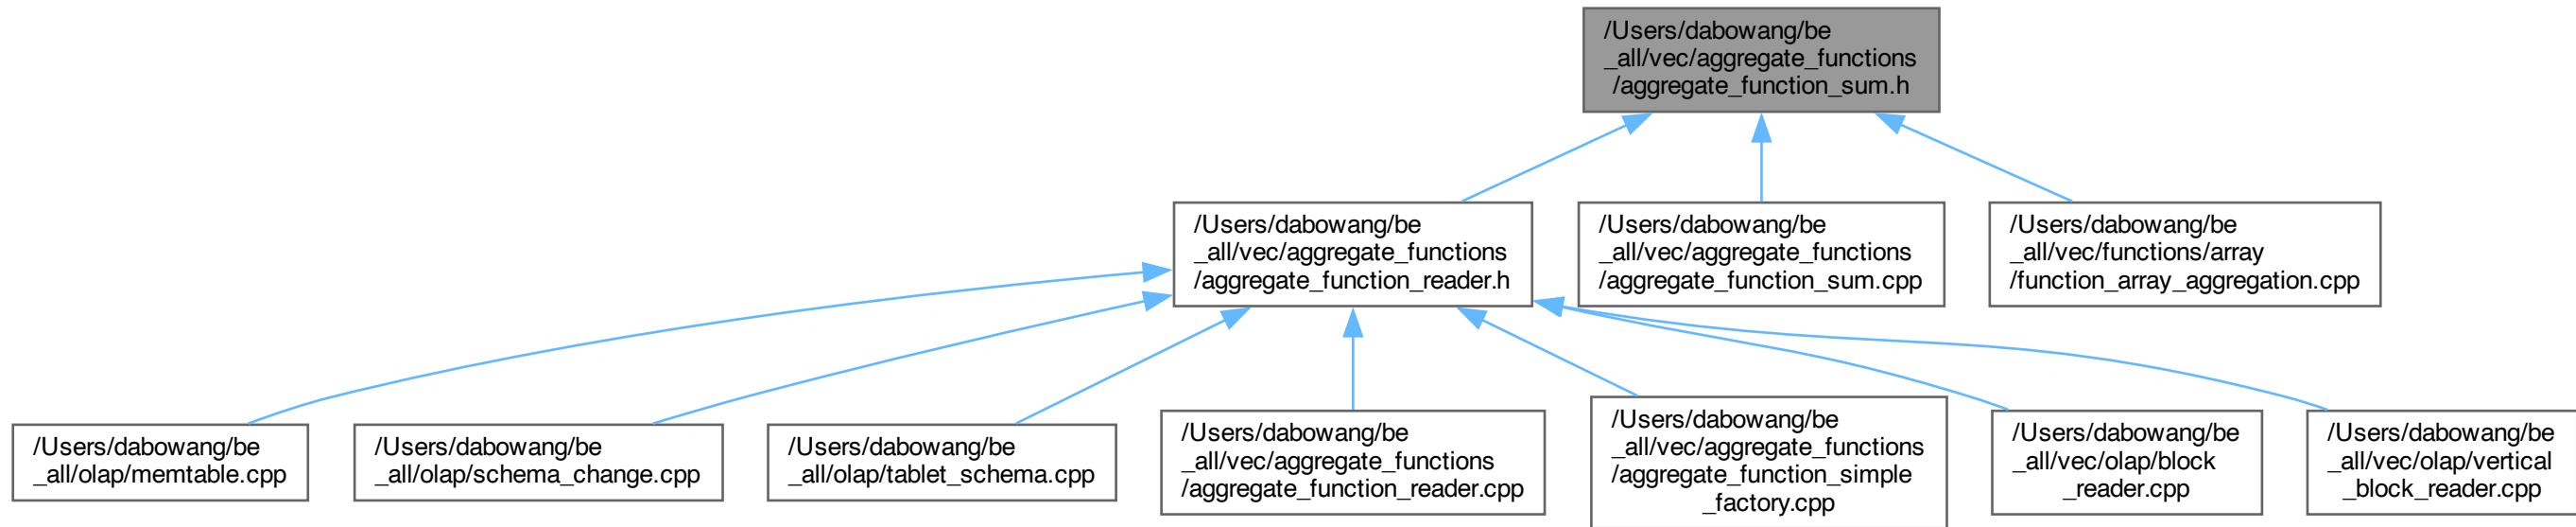 /Users/dabowang/be
_all/vec/aggregate_functions
/aggregate_function_sum.h
/Users/dabowang/be
_all/vec/aggregate_functions
/aggregate_function_reader.h
/Users/dabowang/be
_all/vec/aggregate_functions
/aggregate_function_sum.cpp
/Users/dabowang/be
_all/vec/functions/array
/function_array_aggregation.cpp
/Users/dabowang/be
_all/olap/memtable.cpp
/Users/dabowang/be
_all/olap/schema_change.cpp
/Users/dabowang/be
_all/olap/tablet_schema.cpp
/Users/dabowang/be
_all/vec/aggregate_functions
/aggregate_function_reader.cpp
/Users/dabowang/be
_all/vec/aggregate_functions
/aggregate_function_simple
_factory.cpp
/Users/dabowang/be
_all/vec/olap/block
_reader.cpp
/Users/dabowang/be
_all/vec/olap/vertical
_block_reader.cpp